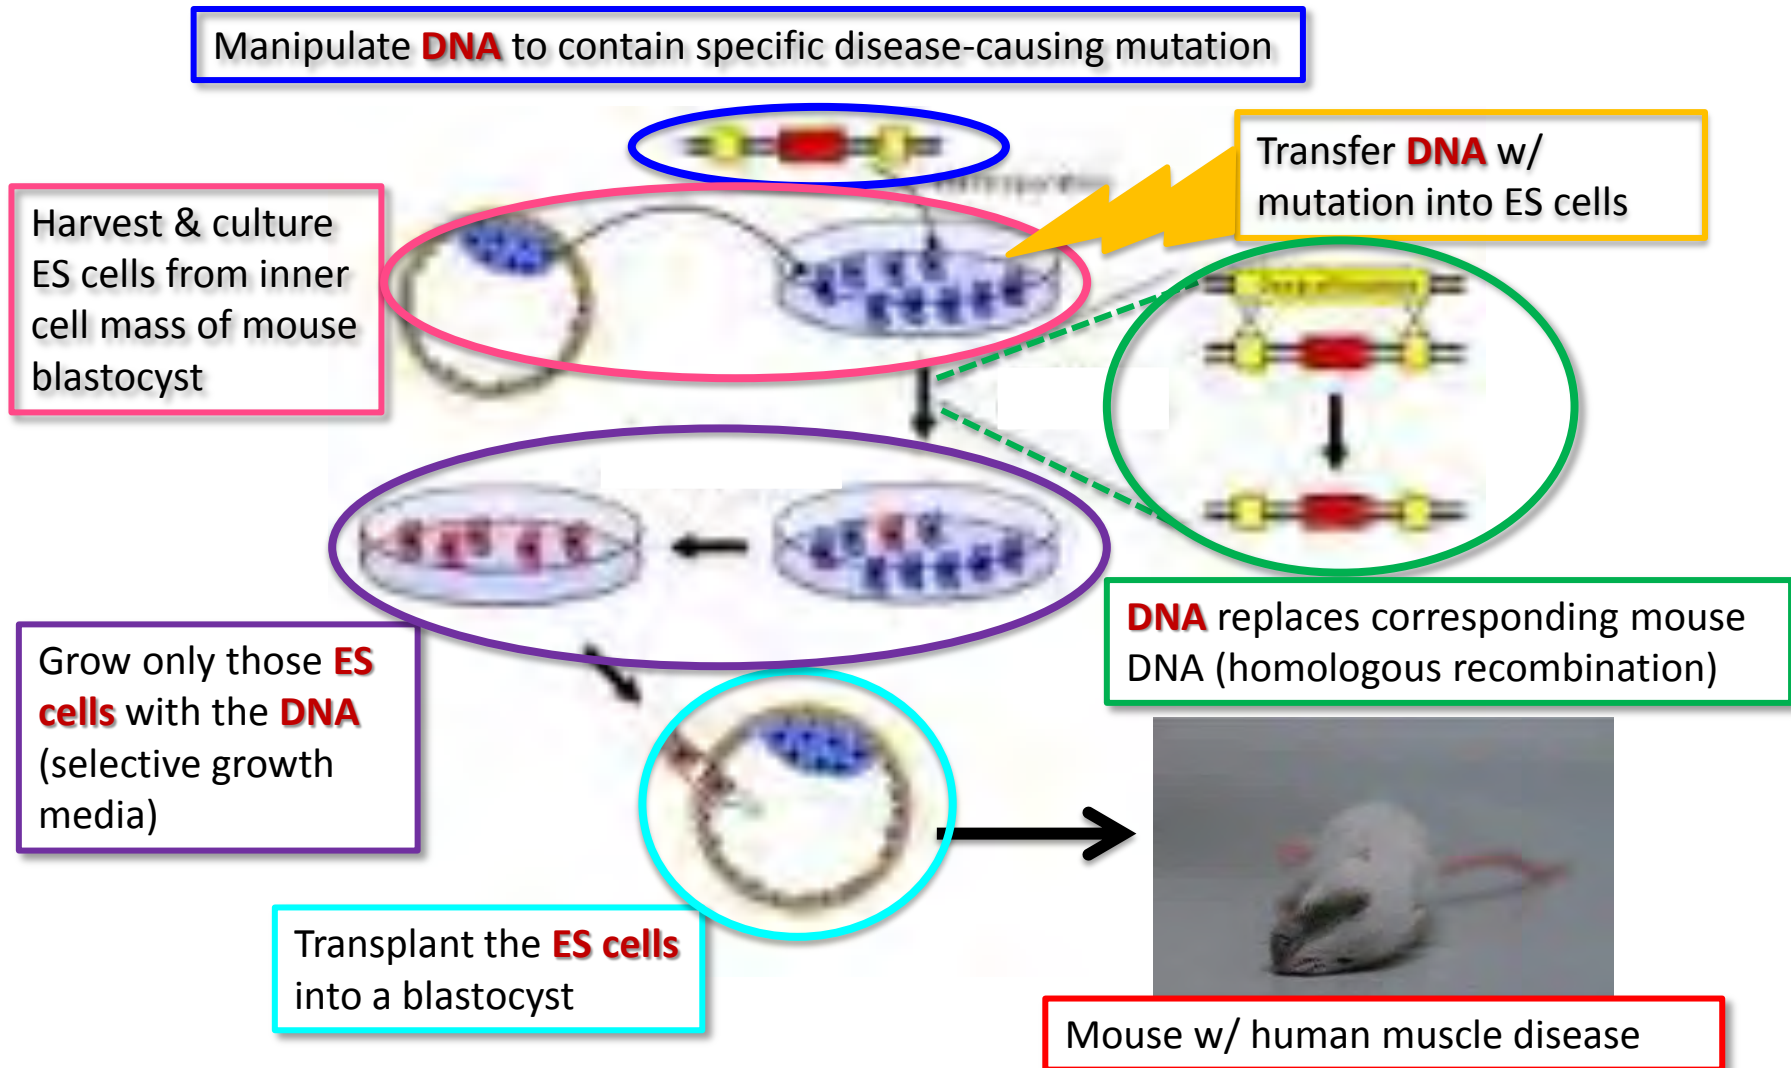 Manipulate DNA to contain specific disease-causing mutation
Transfer DNA w/
mutation into ES cells
Harvest & culture
ES cells from inner
cell mass of mouse
blastocyst
DNA replaces corresponding mouse
DNA (homologous recombination)
Grow only those ES
cells with the DNA
(selective growth
media)
Transplant the ES cells
into a blastocyst
Mouse w/ human muscle disease